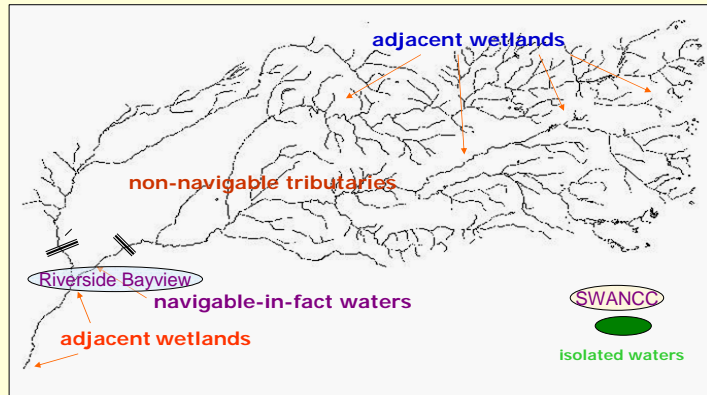 adjacent wetlands
non-navigable tributaries
Riverside Bayview
navigable-in-fact waters
adjacent wetlands
SWANCC
isolated waters